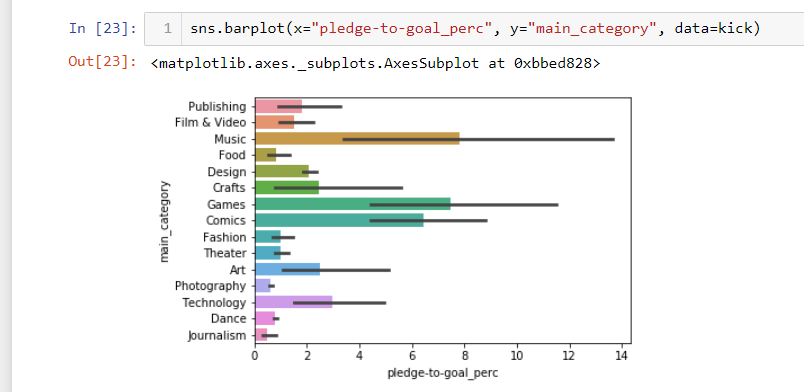 In [23]: 1 sns.barplot(x="pledge-to-goal_perc", y="main_category", data=kick)
Out[23]: <matplotlib.axes._subplots.AxesSubplot at 0xbbed828>
Publishing
Film & Video
Music
Food
Design
Crafts
Games
Comics
Fashion
Theater
Art
Photography
Technology
Dance
Journalism
main_category
0 2 4 6 8 10 12 14
pledge-to-goal_perc